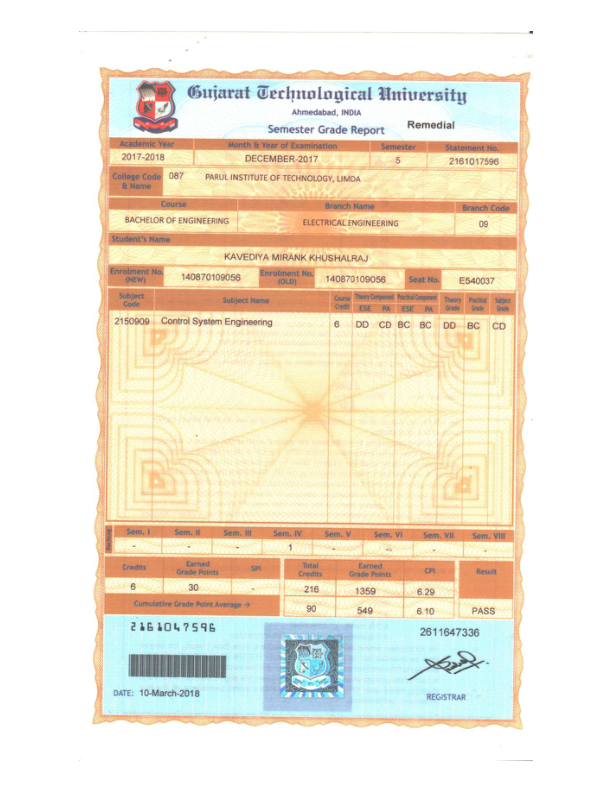 Gujarat Technological University
Ahmedabad, INDIA
Semester Grade Report Remedial
Academic Year Month & Year of Examination Semester Statement No.
2017-2018 DECEMBER-2017 5 2161017596
College Code & Name 087 PARUL INSTITUTE OF TECHNOLOGY, LIMDA
Course Branch Name Branch Code
BACHELOR OF ENGINEERING ELECTRICAL ENGINEERING 09
Student's Name
KAVEDIYA MIRANK KHUSHALRAJ
Enrolment No. (NEW) 140870109056 Enrolment No. (OLD) 140870109056 Seat No. E540037
Subject Code Subject Name Course Credit Theory Component Practical Component Theory Grade Practical Grade Subject Grade
ESE PA ESE PA
2150909 Control System Engineering 6 DD CD BC BC DD BC CD
Sem. I Sem. II Sem. III Sem. IV Sem. V Sem. VI Sem. VII Sem. VIII
- - - 1 - - - -
Credits Earned Grade Points SPI Total Credits Earned Grade Points CPI Result
6 30 - 216 1359 6.29
Cumulative Grade Point Average → 90 549 6.10 PASS
2161047596
2611647336
DATE: 10-March-2018
REGISTRAR